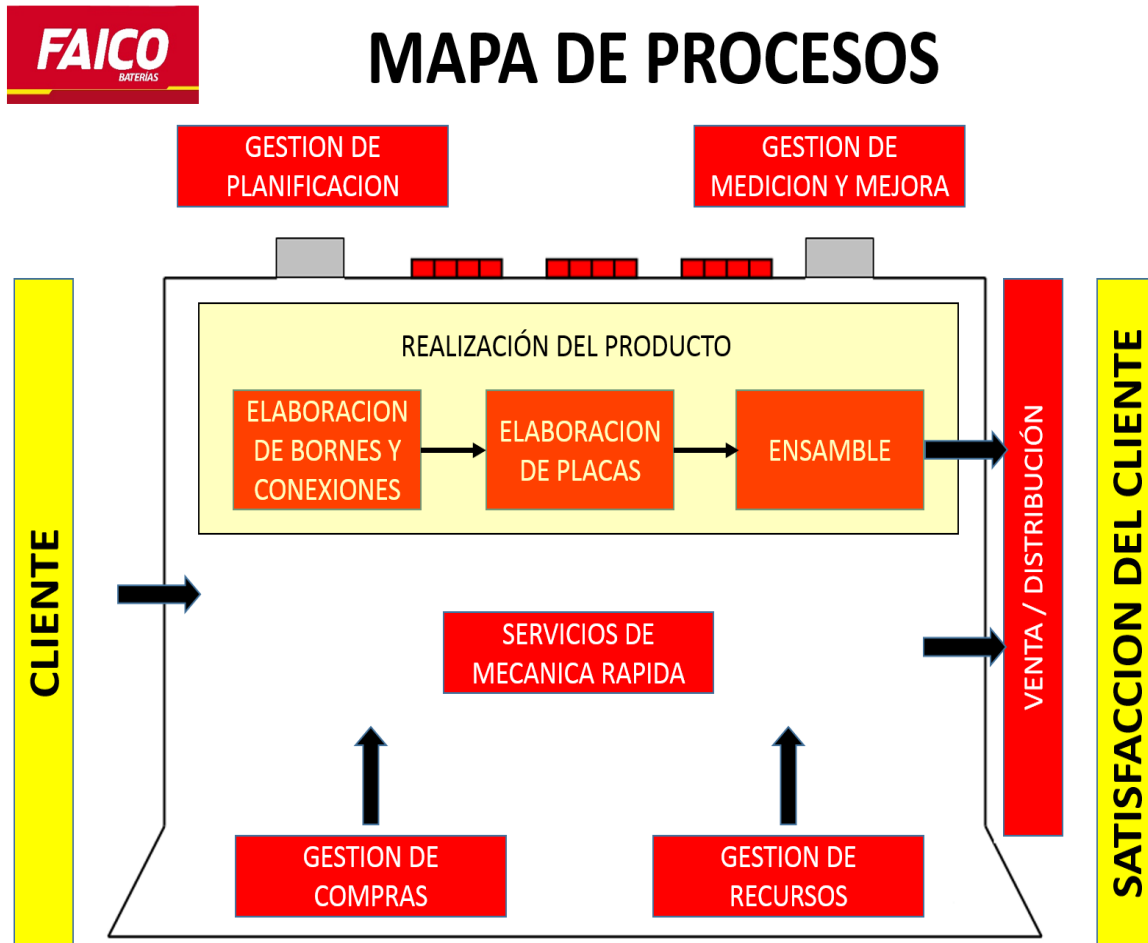 FAICO
BATERÍAS
MAPA DE PROCESOS
GESTION DE
PLANIFICACION
GESTION DE
MEDICION Y MEJORA
CLIENTE
REALIZACIÓN DEL PRODUCTO
ELABORACION
DE BORNES Y
CONEXIONES
ELABORACION
DE PLACAS
ENSAMBLE
SERVICIOS DE
MECANICA RAPIDA
GESTION DE
COMPRAS
GESTION DE
RECURSOS
VENTA / DISTRIBUCIÓN
SATISFACCION DEL CLIENTE